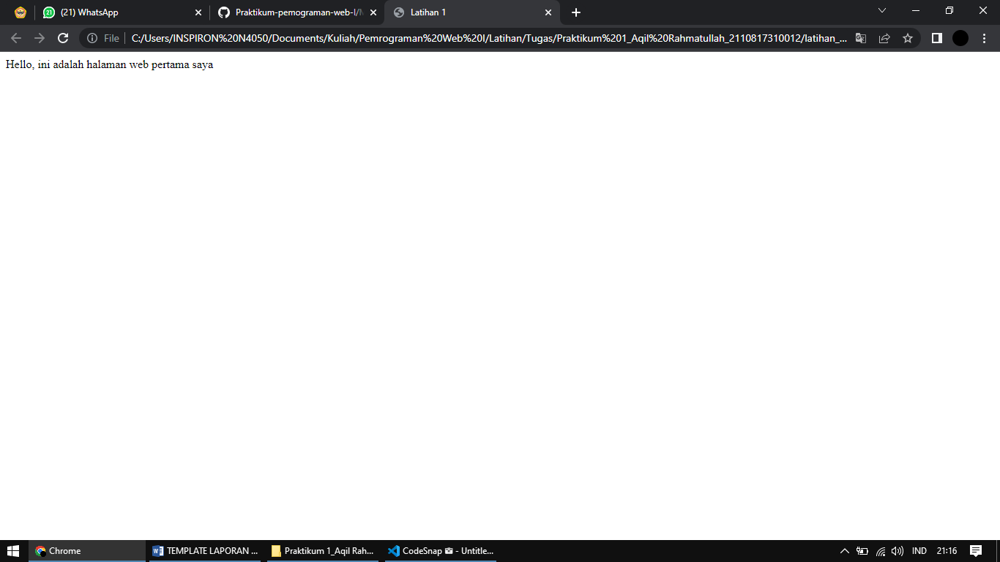 (21) WhatsApp
Praktikum-pemograman-web-I/
Latihan 1
File
C:/Users/INSPIRON%20N4050/Documents/Kuliah/Pemrograman%20Web%20I/Latihan/Tugas/Praktikum%201_Aqil%20Rahmatullah_2110817310012/latihan_...
Hello, ini adalah halaman web pertama saya
Chrome
TEMPLATE LAPORAN ...
Praktikum 1_Aqil Rah...
CodeSnap 📸 - Untitle...
IND
21:16